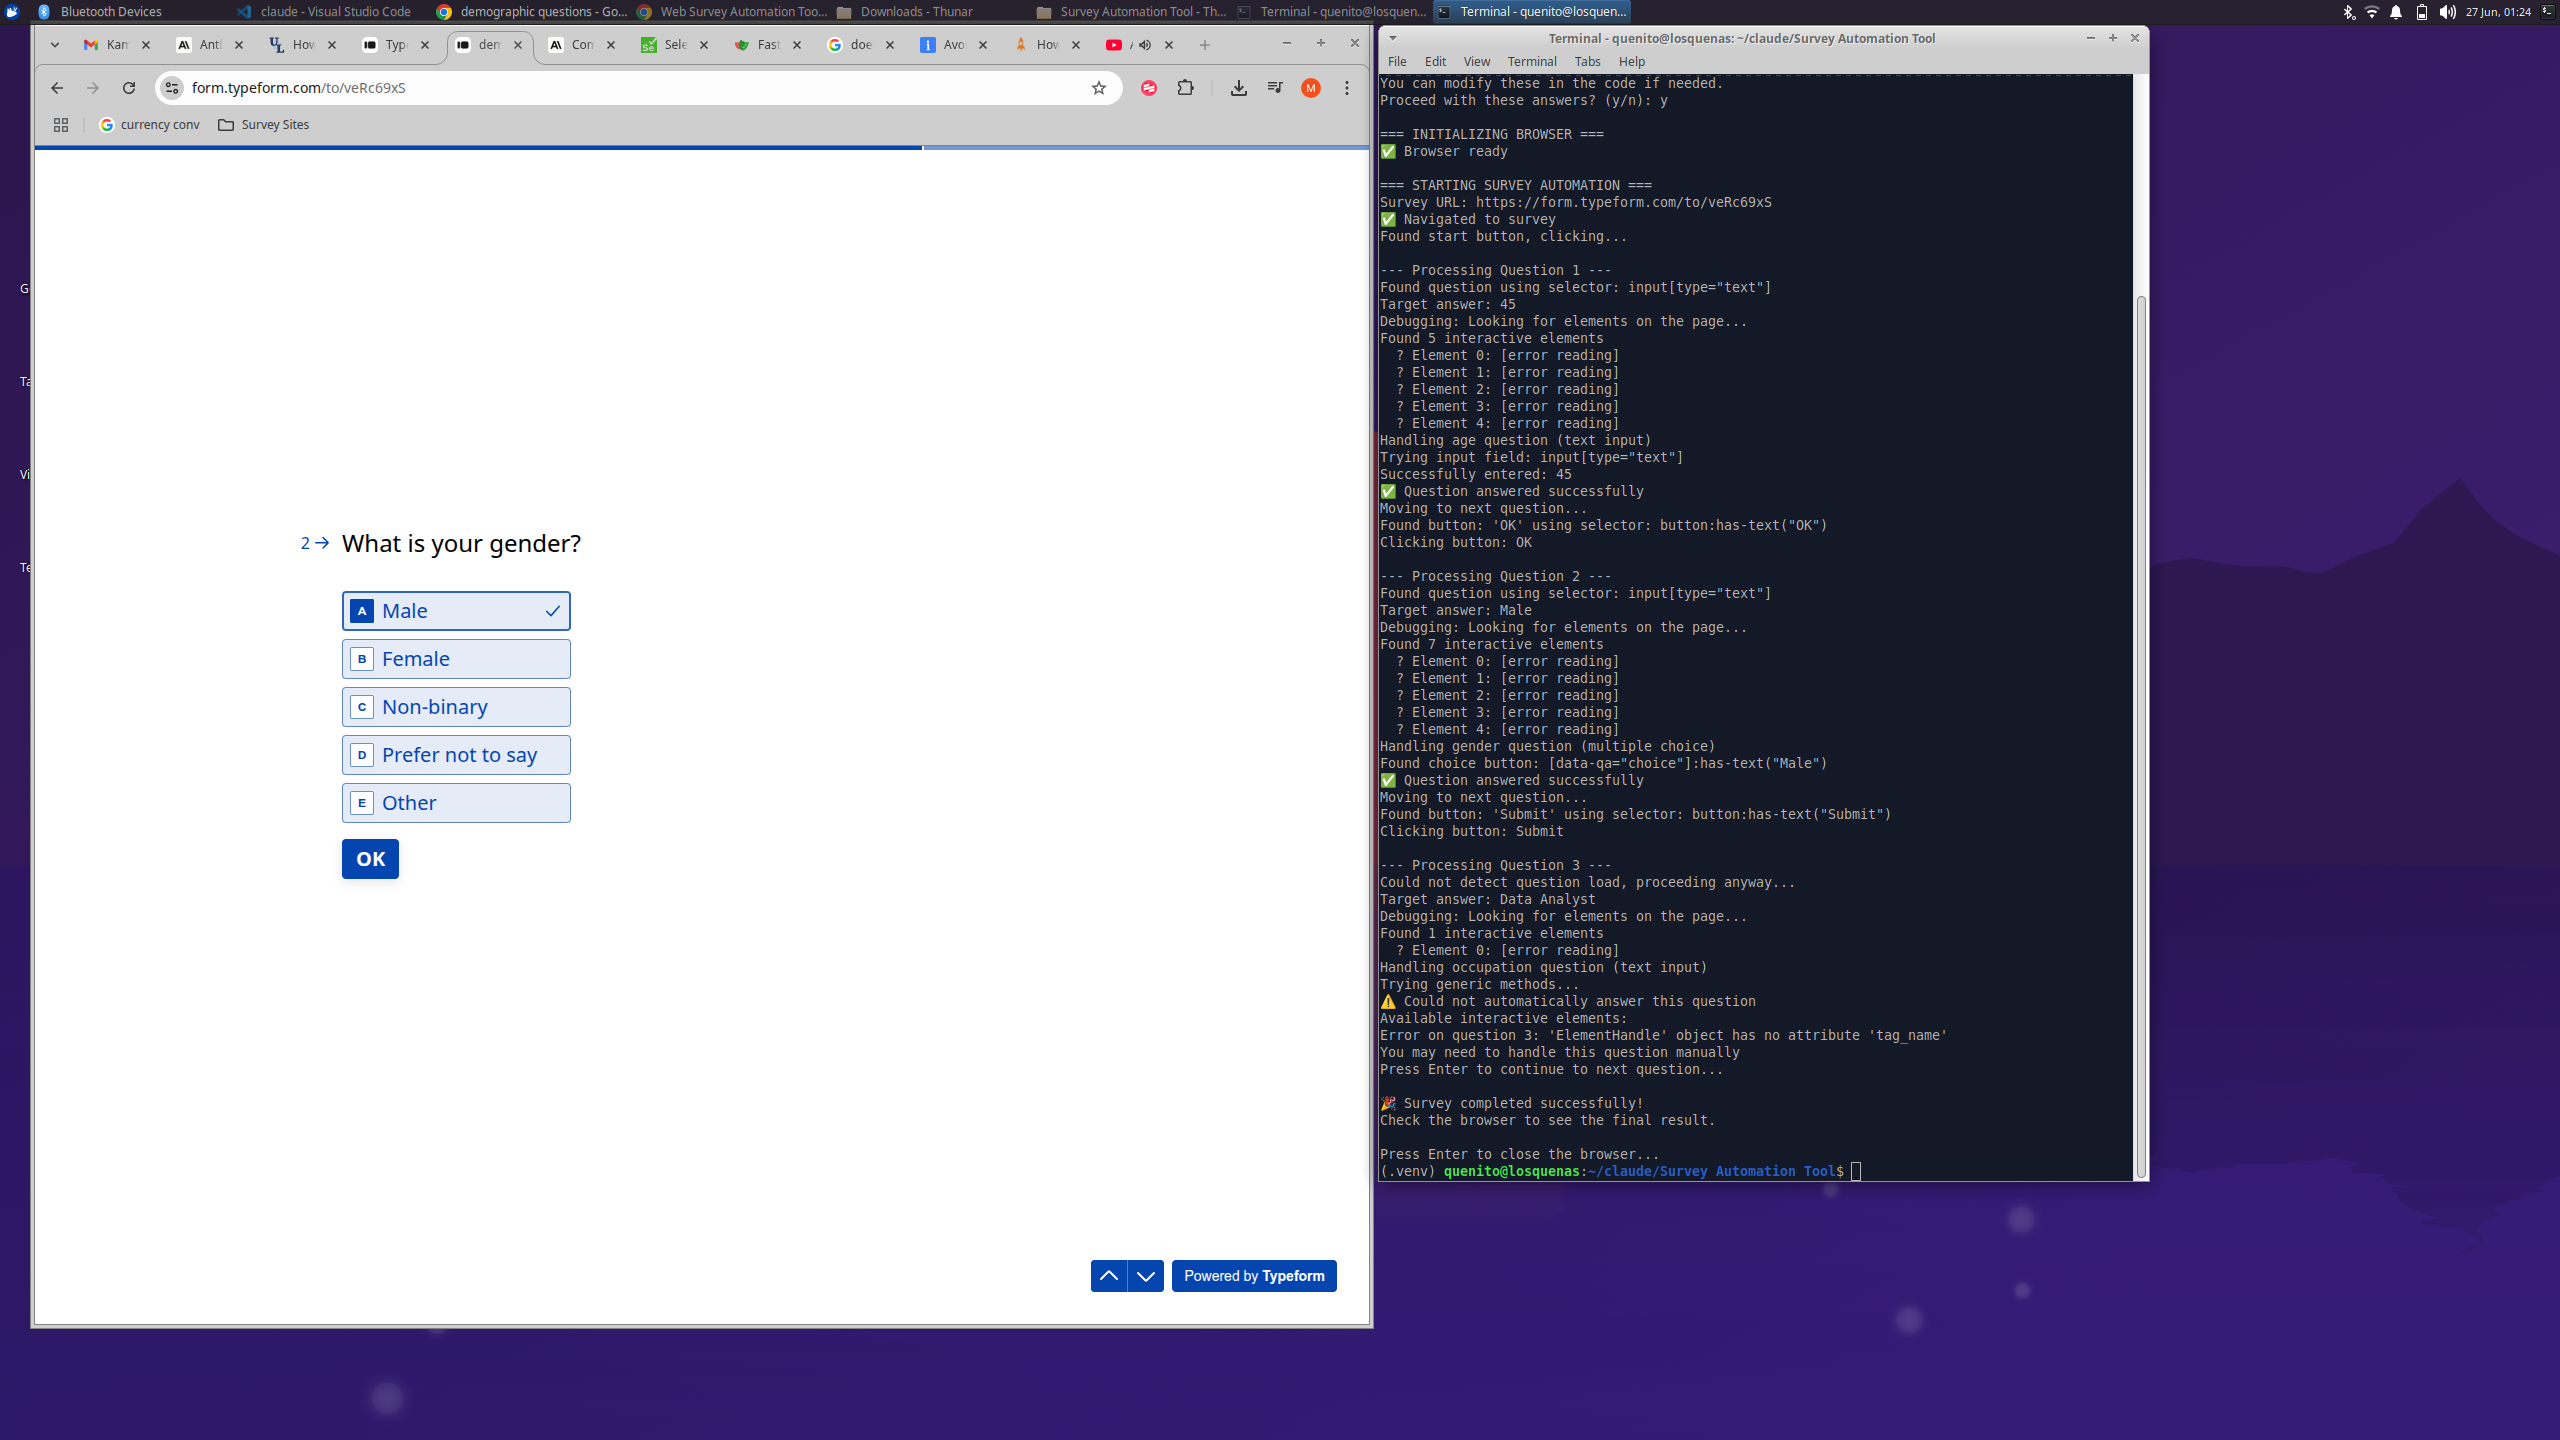 Bluetooth Devices
claude - Visual Studio Code
demographic questions - Go...
Web Survey Automation Too...
Downloads - Thunar
Survey Automation Tool - Th...
Terminal - quenito@losquen...
Terminal - quenito@losquen...
27 Jun, 01:24
Kan
Antl
How
Type
dem
Con
Sele
Fast
doe
Avo
How
form.typeform.com/to/veRc69xS
M
currency conv
Survey Sites
2
What is your gender?
A Male
B Female
C Non-binary
D Prefer not to say
E Other
OK
Powered by Typeform
Terminal - quenito@losquenas: ~/claude/Survey Automation Tool
File Edit View Terminal Tabs Help
You can modify these in the code if needed.
Proceed with these answers? (y/n): y
=== INITIALIZING BROWSER ===
✅ Browser ready
=== STARTING SURVEY AUTOMATION ===
Survey URL: https://form.typeform.com/to/veRc69xS
✅ Navigated to survey
Found start button, clicking...
--- Processing Question 1 ---
Found question using selector: input[type="text"]
Target answer: 45
Debugging: Looking for elements on the page...
Found 5 interactive elements
? Element 0: [error reading]
? Element 1: [error reading]
? Element 2: [error reading]
? Element 3: [error reading]
? Element 4: [error reading]
Handling age question (text input)
Trying input field: input[type="text"]
Successfully entered: 45
✅ Question answered successfully
Moving to next question...
Found button: 'OK' using selector: button:has-text("OK")
Clicking button: OK
--- Processing Question 2 ---
Found question using selector: input[type="text"]
Target answer: Male
Debugging: Looking for elements on the page...
Found 7 interactive elements
? Element 0: [error reading]
? Element 1: [error reading]
? Element 2: [error reading]
? Element 3: [error reading]
? Element 4: [error reading]
Handling gender question (multiple choice)
Found choice button: [data-qa="choice"]:has-text("Male")
✅ Question answered successfully
Moving to next question...
Found button: 'Submit' using selector: button:has-text("Submit")
Clicking button: Submit
--- Processing Question 3 ---
Could not detect question load, proceeding anyway...
Target answer: Data Analyst
Debugging: Looking for elements on the page...
Found 1 interactive elements
? Element 0: [error reading]
Handling occupation question (text input)
Trying generic methods...
⚠️ Could not automatically answer this question
Available interactive elements:
Error on question 3: 'ElementHandle' object has no attribute 'tag_name'
You may need to handle this question manually
Press Enter to continue to next question...
🎉 Survey completed successfully!
Check the browser to see the final result.
Press Enter to close the browser...
(.venv) quenito@losquenas:~/claude/Survey Automation Tool$